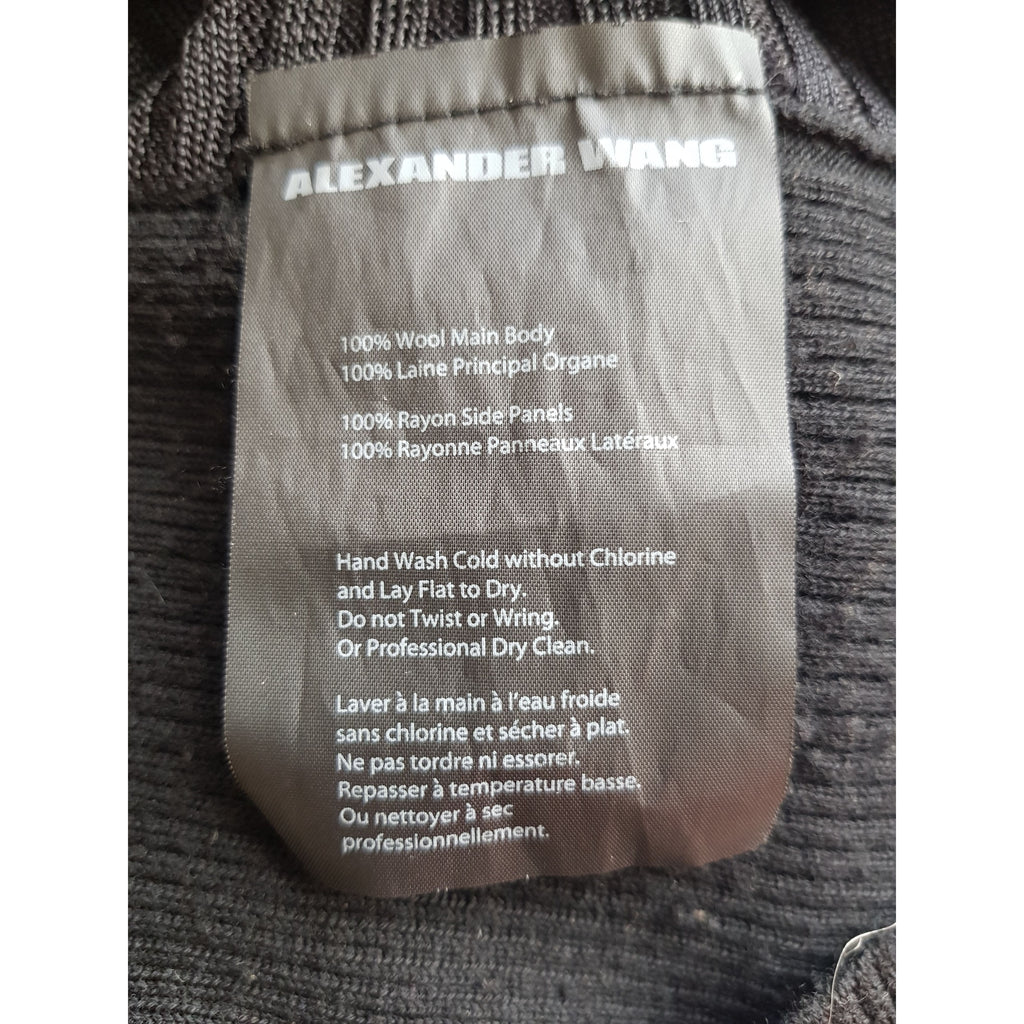 ALEXANDER WANG
100% Wool Main Body
100% Laine Principal Organe
100% Rayon Side Panels
100% Rayonne Panneaux Latéraux
Hand Wash Cold without Chlorine
and Lay Flat to Dry.
Do not Twist or Wring.
Or Professional Dry Clean.
Laver à la main à l'eau froide
sans chlorine et sécher à plat.
Ne pas tordre ni essorer.
Repasser à temperature basse.
Ou nettoyer à sec
professionnellement.